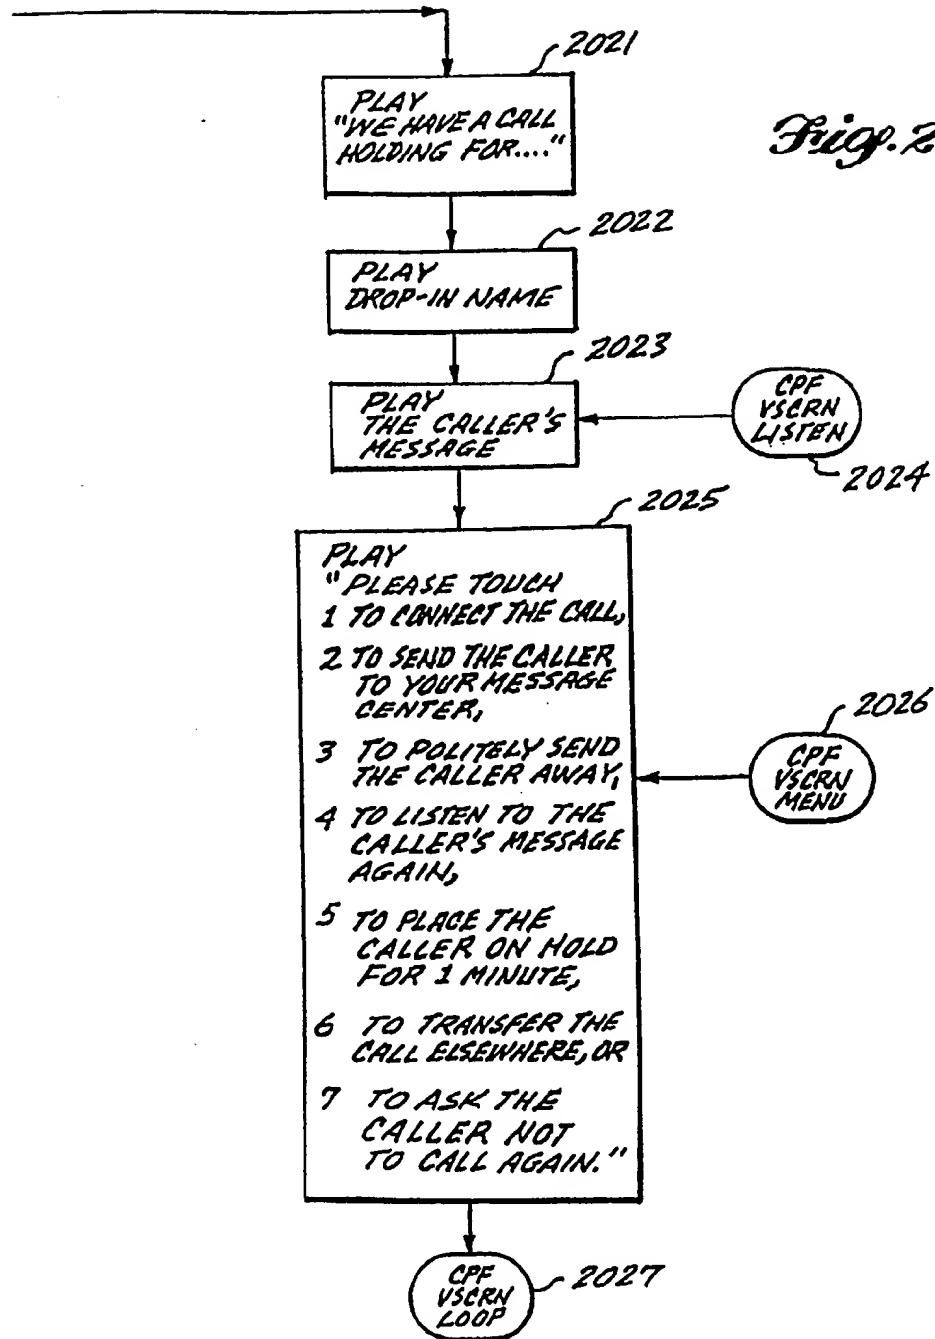 2021
PLAY
"WE HAVE A CALL
HOLDING FOR...."
Fig. 2
2022
PLAY
DROP-IN NAME
2023
PLAY
THE CALLER'S
MESSAGE
CPF
VSCRN
LISTEN
2024
2025
PLAY
"PLEASE TOUCH
1 TO CONNECT THE CALL,
2 TO SEND THE CALLER
TO YOUR MESSAGE
CENTER,
3 TO POLITELY SEND
THE CALLER AWAY,
4 TO LISTEN TO THE
CALLER'S MESSAGE
AGAIN,
5 TO PLACE THE
CALLER ON HOLD
FOR 1 MINUTE,
6 TO TRANSFER THE
CALL ELSEWHERE, OR
7 TO ASK THE
CALLER NOT
TO CALL AGAIN."
2026
CPF
VSCRN
MENU
CPF
VSCRN
LOOP
2027